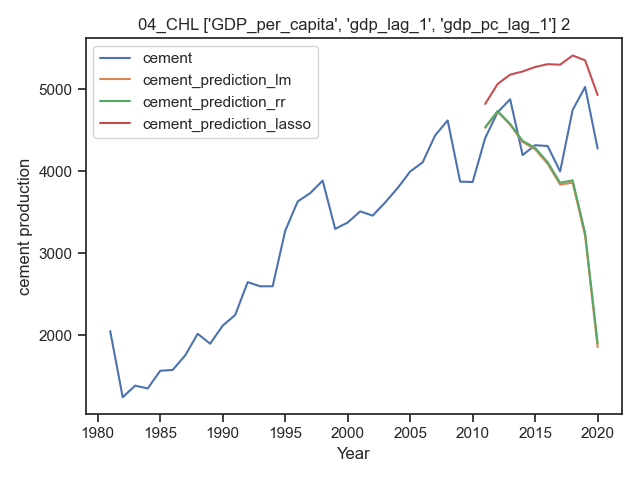 04_CHL ['GDP_per_capita', 'gdp_lag_1', 'gdp_pc_lag_1'] 2
cement
cement_prediction_lm
cement_prediction_rr
cement_prediction_lasso
5000
4000
3000
2000
cement production
1980
1985
1990
1995
2000
2005
2010
2015
2020
Year